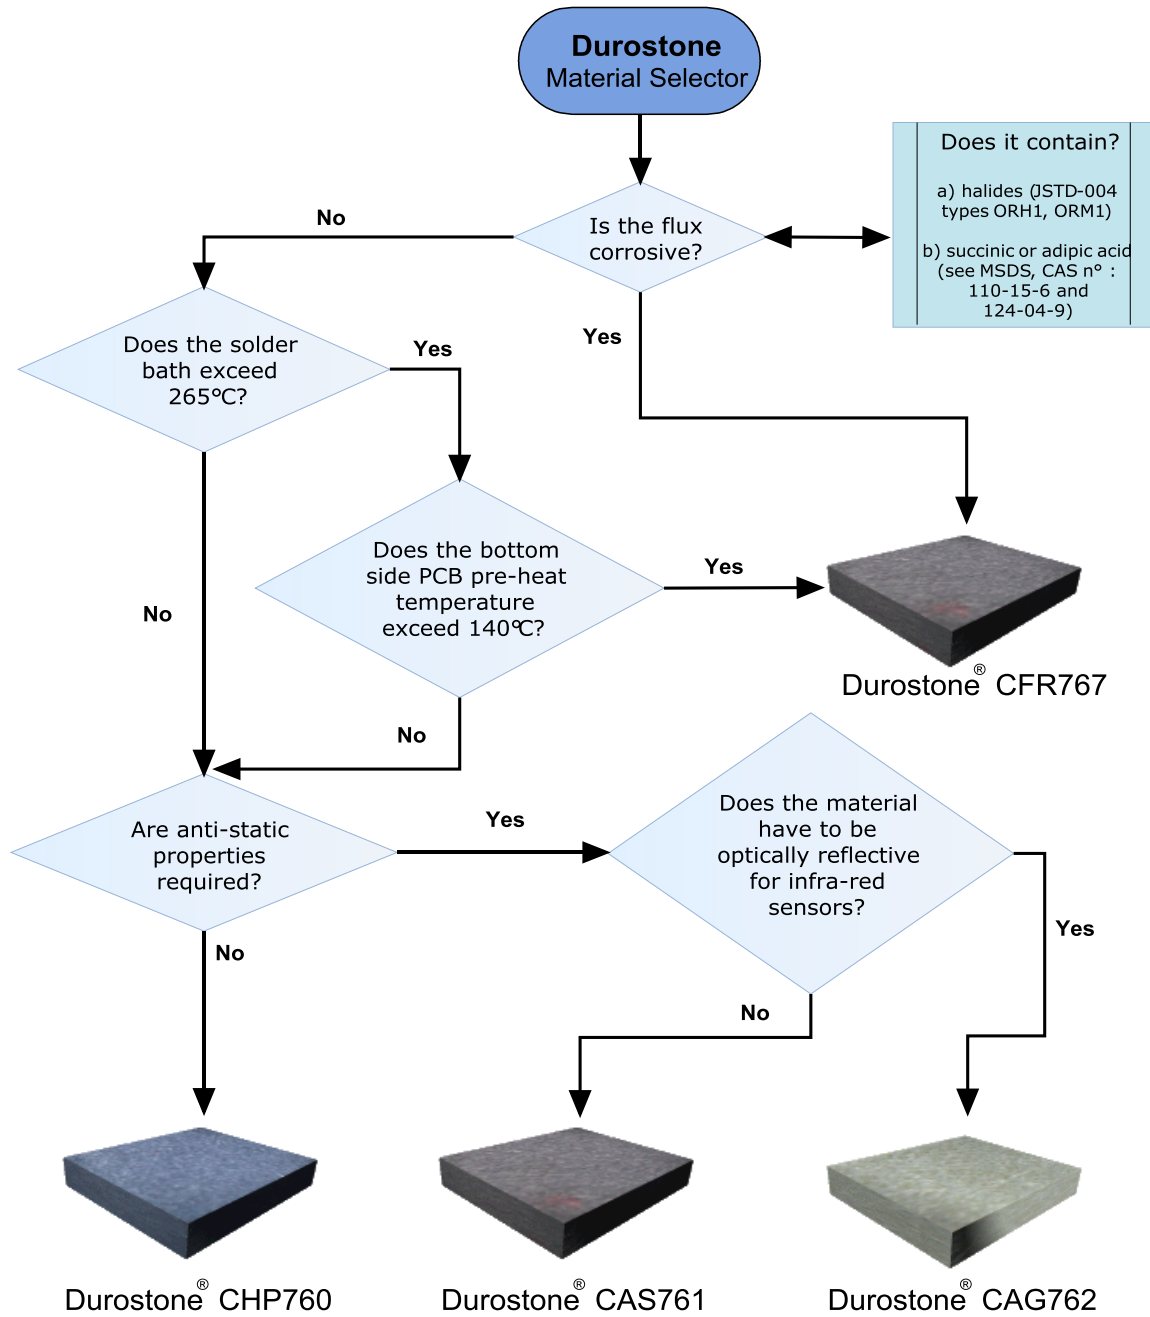 Durostone
Material Selector
Does it contain?
a) halides (JSTD-004
types ORH1, ORM1)
b) succinic or adipic acid
(see MSDS, CAS n° :
110-15-6 and
124-04-9)
Is the flux
corrosive?
No
Yes
Does the solder
bath exceed
265°C?
Yes
No
Does the bottom
side PCB pre-heat
temperature
exceed 140°C?
Yes
Durostone® CFR767
No
Are anti-static
properties
required?
Yes
No
Does the material
have to be
optically reflective
for infra-red
sensors?
Yes
No
Durostone® CHP760
Durostone® CAS761
Durostone® CAG762